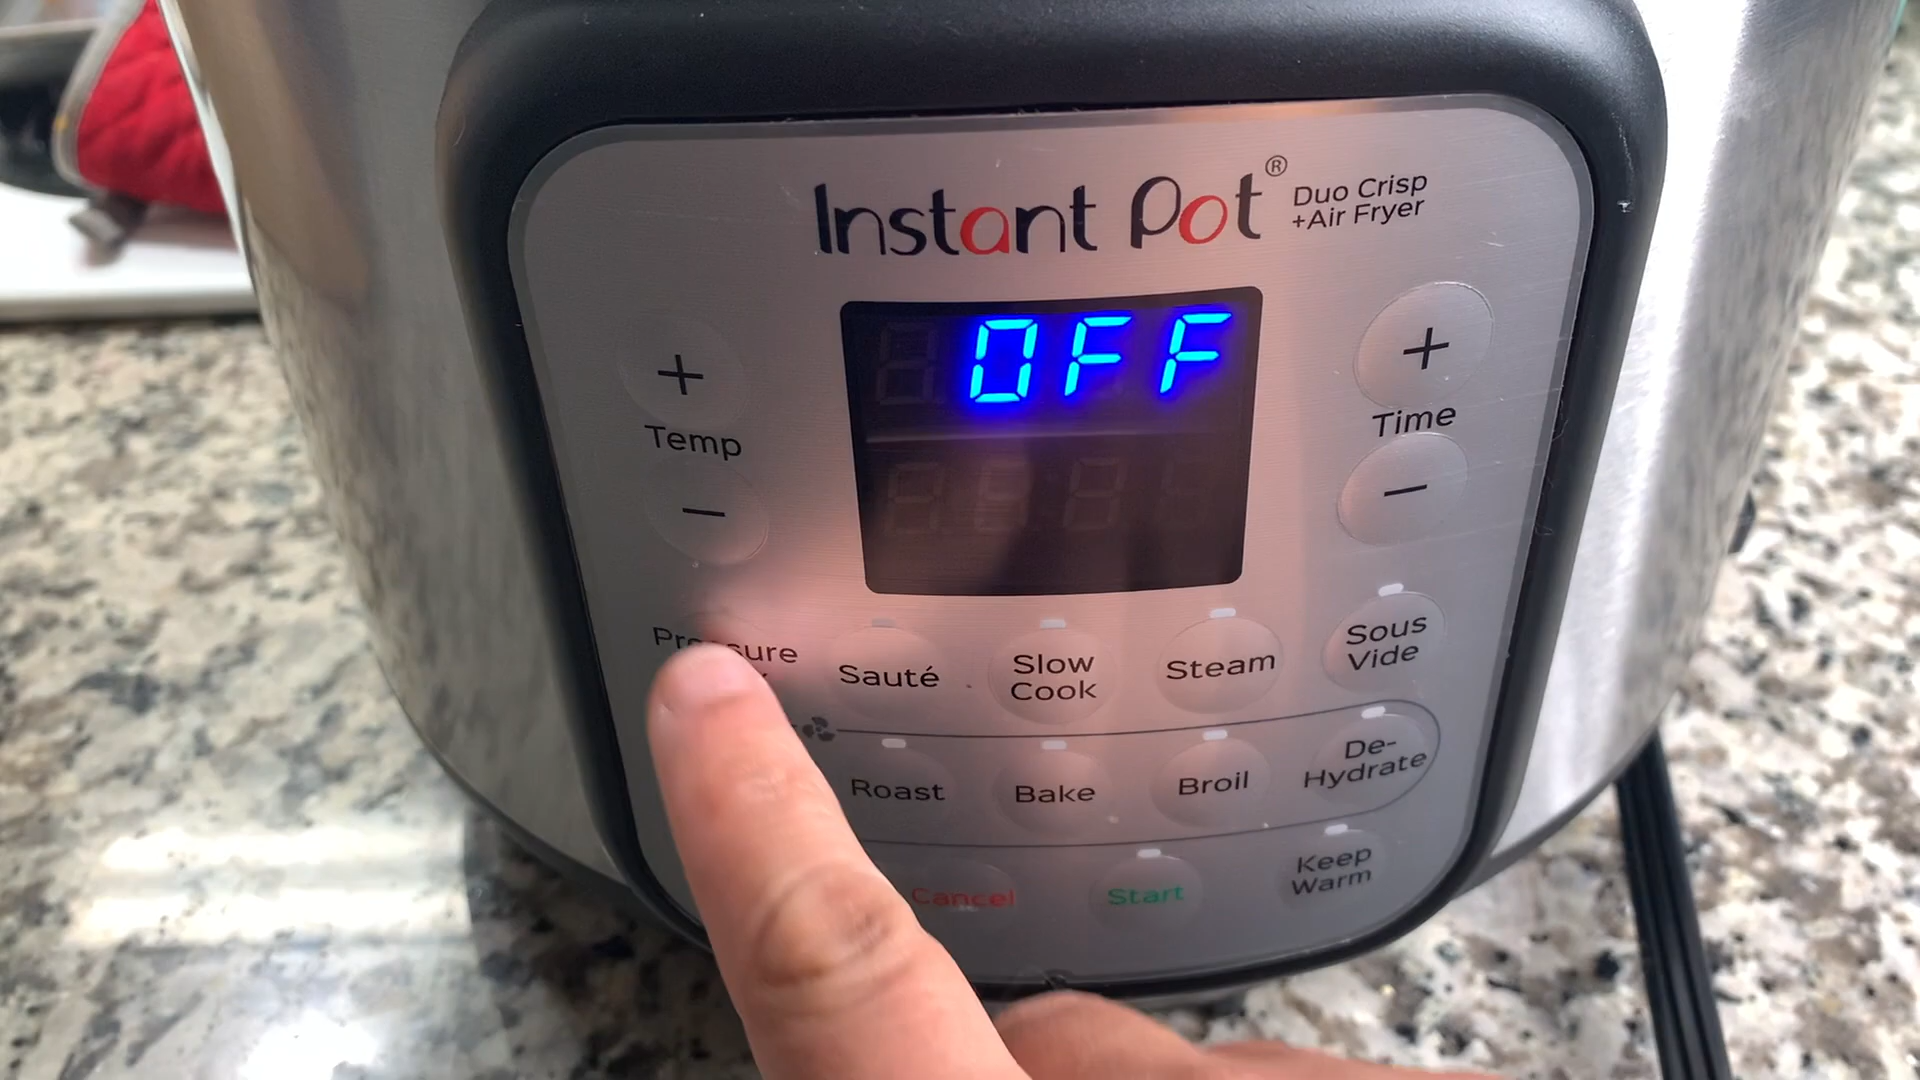 Instant Pot®
Duo Crisp
+Air Fryer
OFF
+
Temp
−
+
Time
−
Sauté
Slow
Cook
Steam
Sous
Vide
Roast
Bake
Broil
De-
Hydrate
Cancel
Start
Keep
Warm